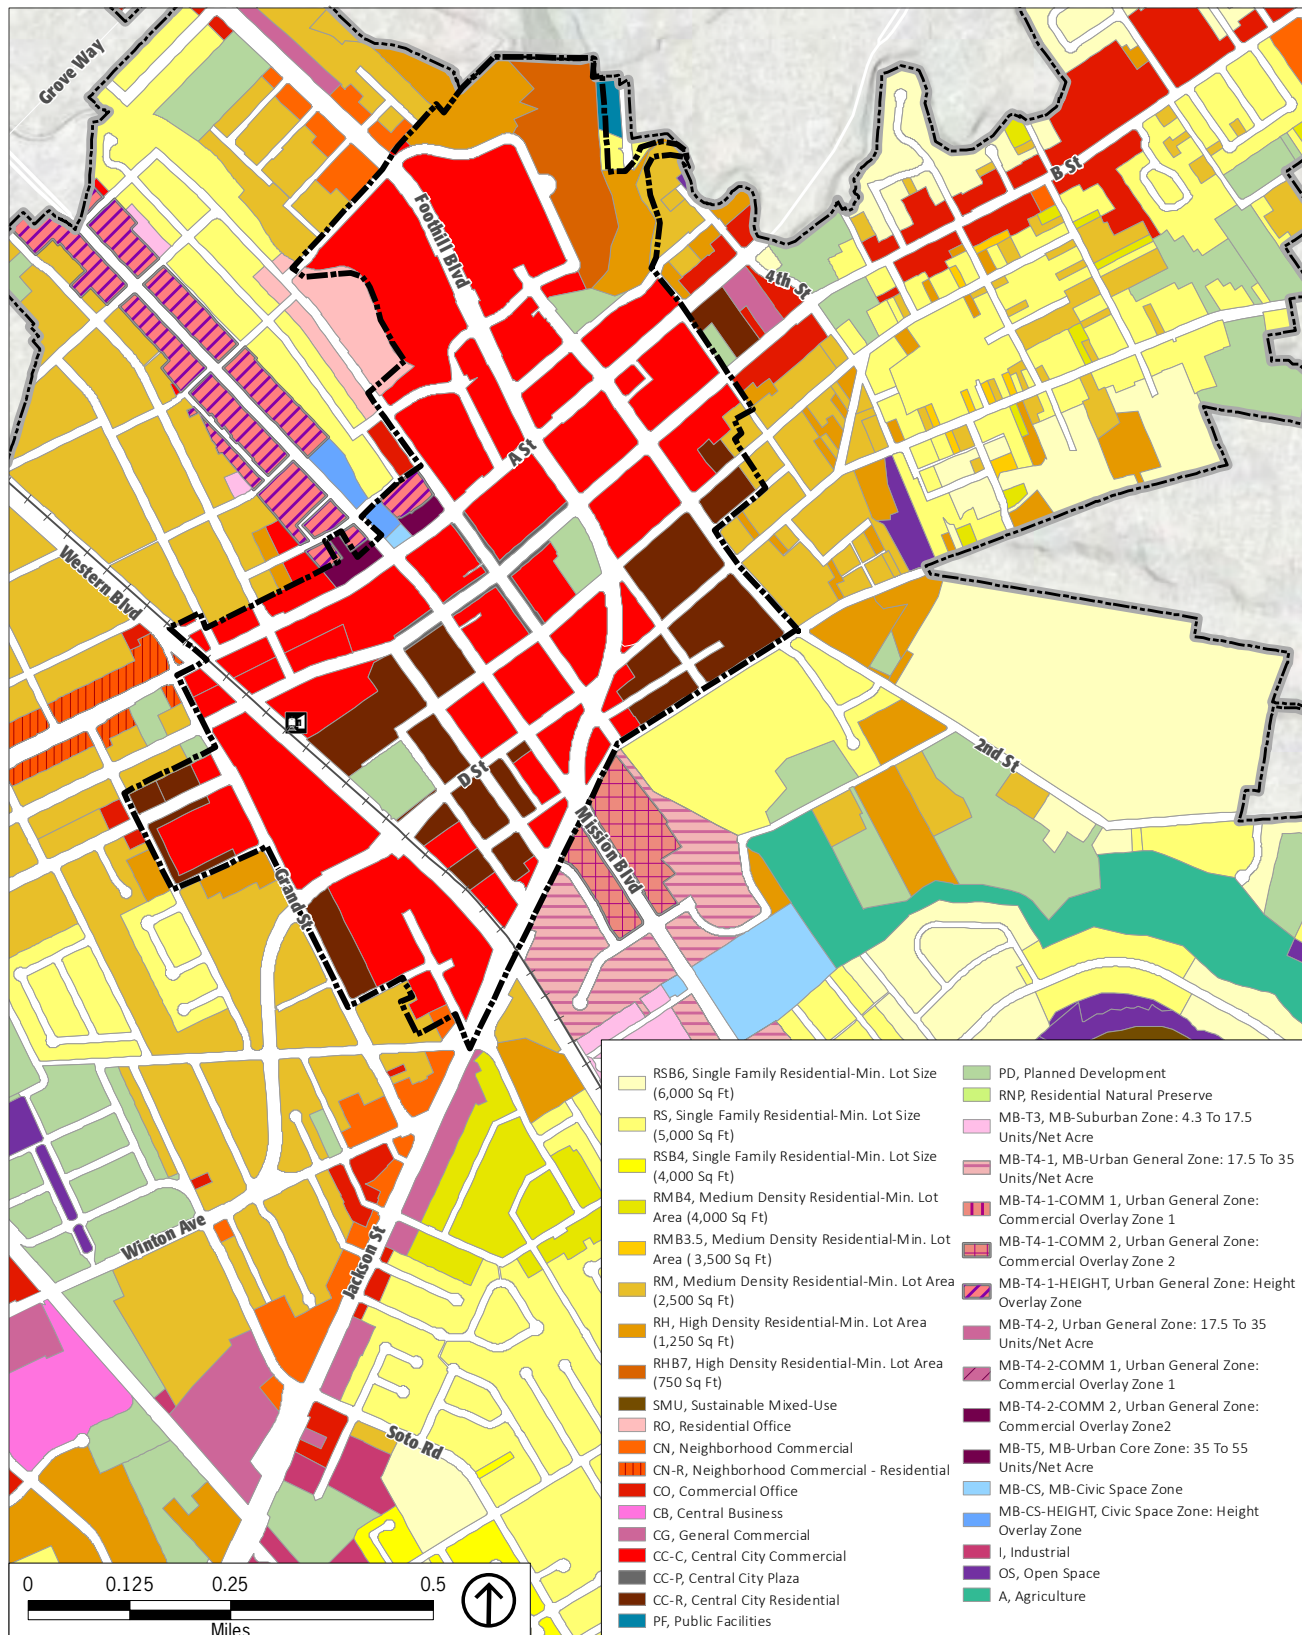 Grove Way
Foothill Blvd
B St
4th St
A St
Western Blvd
D St
2nd St
Mission Blvd
Grand St
Winton Ave
Jackson St
Soto Rd
RSB6, Single Family Residential-Min. Lot Size
(6,000 Sq Ft)
RS, Single Family Residential-Min. Lot Size
(5,000 Sq Ft)
RSB4, Single Family Residential-Min. Lot Size
(4,000 Sq Ft)
RMB4, Medium Density Residential-Min. Lot
Area (4,000 Sq Ft)
RMB3.5, Medium Density Residential-Min. Lot
Area ( 3,500 Sq Ft)
RM, Medium Density Residential-Min. Lot Area
(2,500 Sq Ft)
RH, High Density Residential-Min. Lot Area
(1,250 Sq Ft)
RHB7, High Density Residential-Min. Lot Area
(750 Sq Ft)
SMU, Sustainable Mixed-Use
RO, Residential Office
CN, Neighborhood Commercial
CN-R, Neighborhood Commercial - Residential
CO, Commercial Office
CB, Central Business
CG, General Commercial
CC-C, Central City Commercial
CC-P, Central City Plaza
CC-R, Central City Residential
PF, Public Facilities
PD, Planned Development
RNP, Residential Natural Preserve
MB-T3, MB-Suburban Zone: 4.3 To 17.5
Units/Net Acre
MB-T4-1, MB-Urban General Zone: 17.5 To 35
Units/Net Acre
MB-T4-1-COMM 1, Urban General Zone:
Commercial Overlay Zone 1
MB-T4-1-COMM 2, Urban General Zone:
Commercial Overlay Zone 2
MB-T4-1-HEIGHT, Urban General Zone: Height
Overlay Zone
MB-T4-2, Urban General Zone: 17.5 To 35
Units/Net Acre
MB-T4-2-COMM 1, Urban General Zone:
Commercial Overlay Zone 1
MB-T4-2-COMM 2, Urban General Zone:
Commercial Overlay Zone2
MB-T5, MB-Urban Core Zone: 35 To 55
Units/Net Acre
MB-CS, MB-Civic Space Zone
MB-CS-HEIGHT, Civic Space Zone: Height
Overlay Zone
I, Industrial
OS, Open Space
A, Agriculture
0 0.125 0.25 0.5
Miles